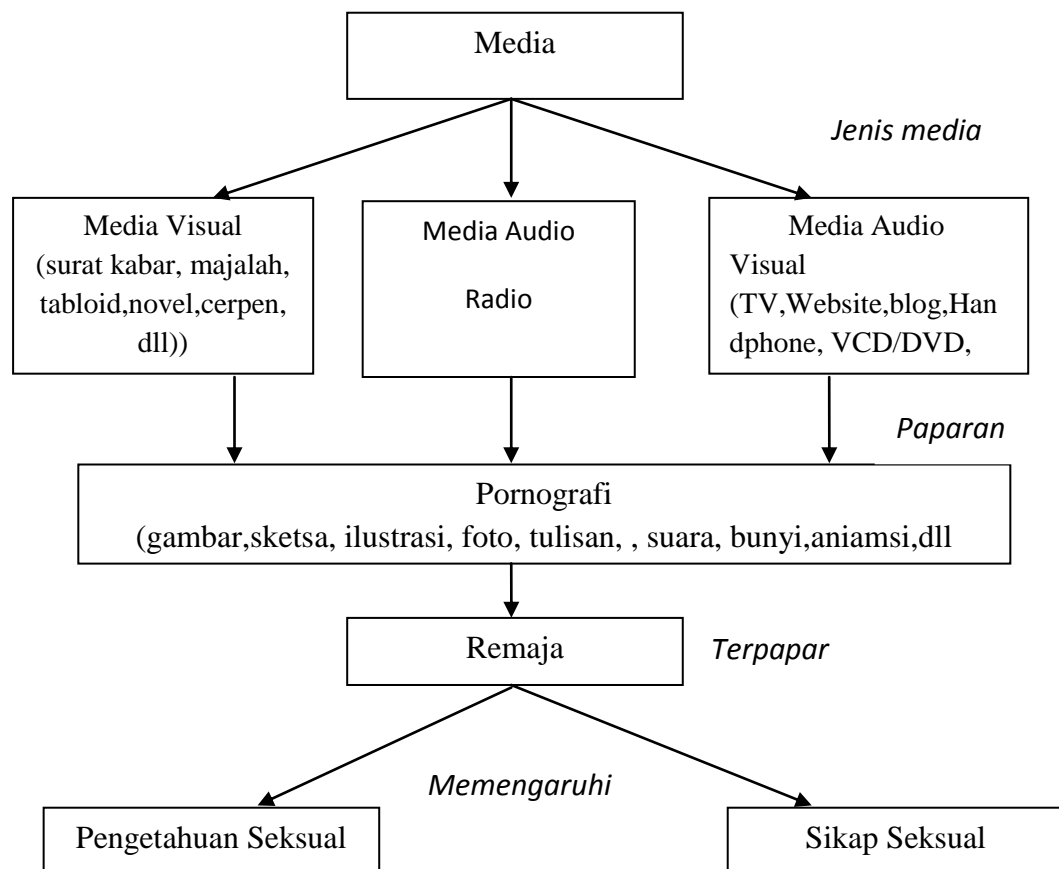 Media
Jenis media
Media Visual
(surat kabar, majalah,
tabloid,novel,cerpen,
dll))
Media Audio
Radio
Media Audio
Visual
(TV,Website,blog,Han
dphone, VCD/DVD,
Paparan
Pornografi
(gambar,sketsa, ilustrasi, foto, tulisan, , suara, bunyi,aniamsi,dll
Remaja
Terpapar
Memengaruhi
Pengetahuan Seksual
Sikap Seksual